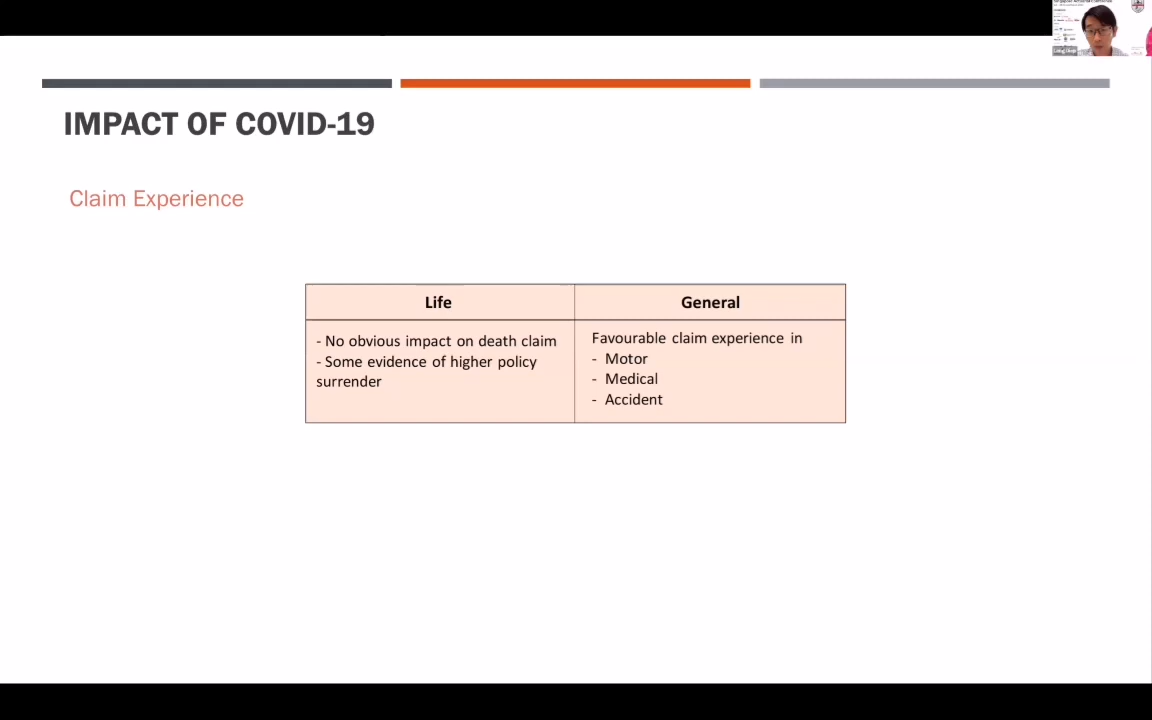 IMPACT OF COVID-19
Claim Experience
Life
General
- No obvious impact on death claim
- Some evidence of higher policy
surrender
Favourable claim experience in
- Motor
- Medical
- Accident